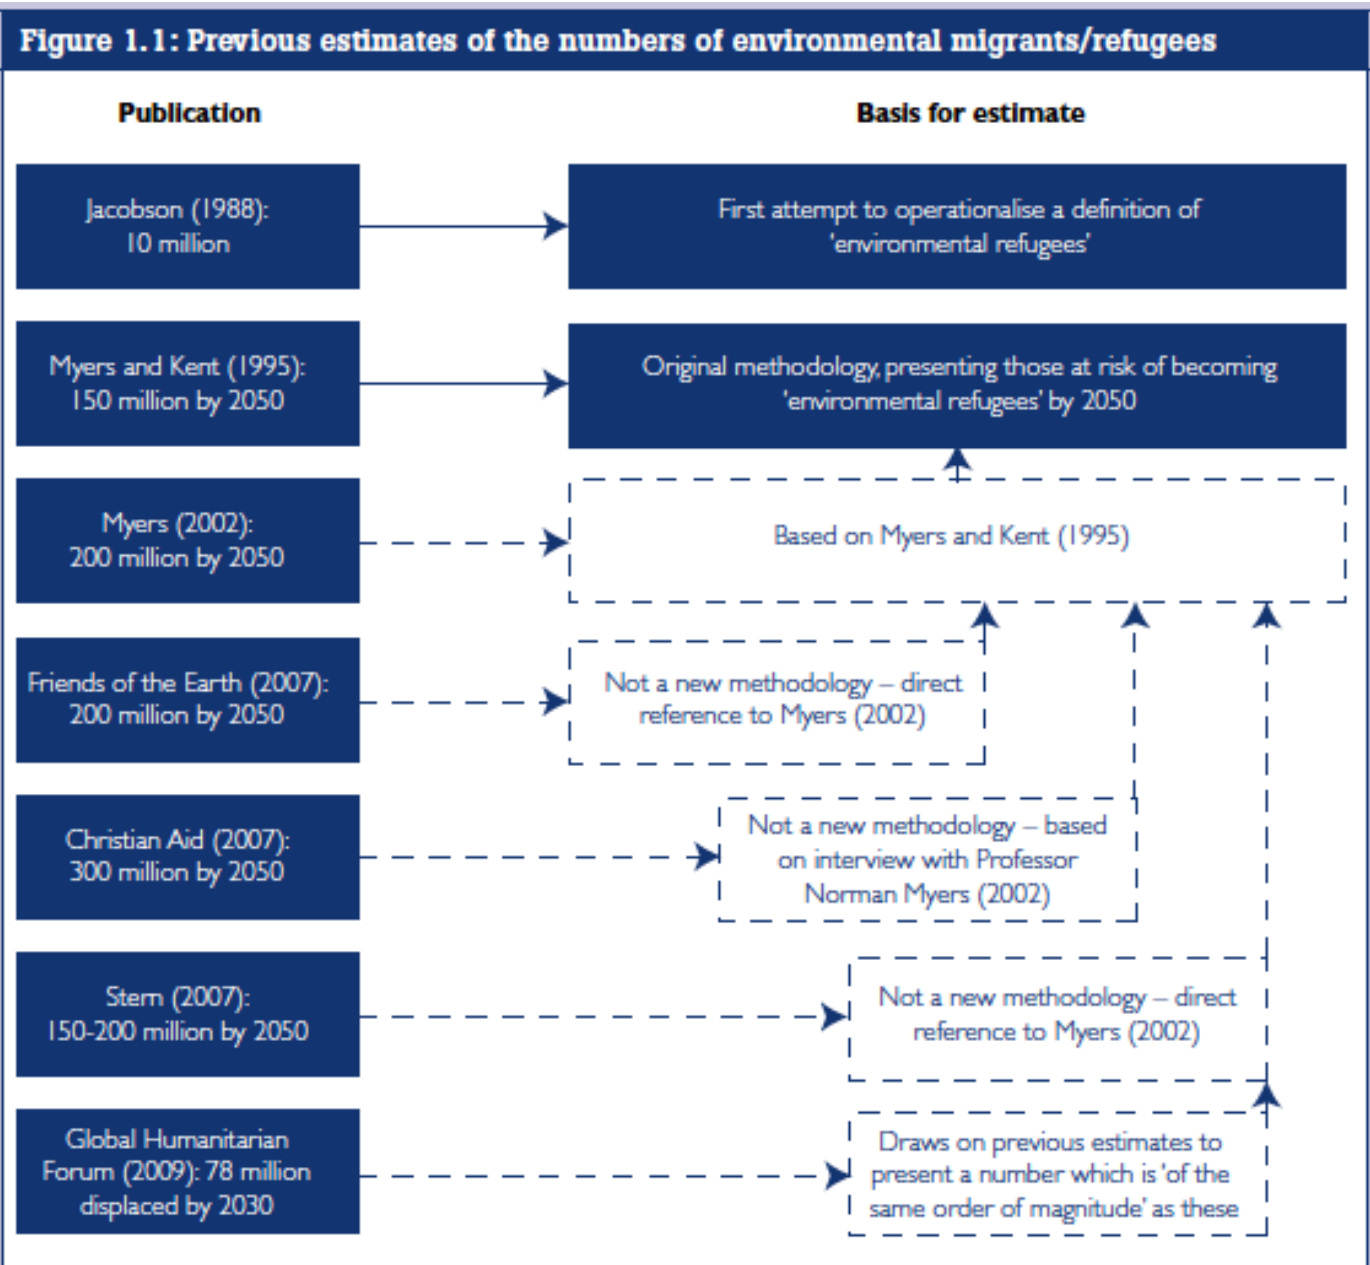 Figure 1.1: Previous estimates of the numbers of environmental migrants/refugees
Publication
Basis for estimate
Jacobson (1988):
10 million
First attempt to operationalise a definition of
'environmental refugees'
Myers and Kent (1995):
150 million by 2050
Original methodology, presenting those at risk of becoming
'environmental refugees' by 2050
Myers (2002):
200 million by 2050
Based on Myers and Kent (1995)
Friends of the Earth (2007):
200 million by 2050
Not a new methodology – direct
reference to Myers (2002)
Christian Aid (2007):
300 million by 2050
Not a new methodology – based
on interview with Professor
Norman Myers (2002)
Stern (2007):
150-200 million by 2050
Not a new methodology – direct
reference to Myers (2002)
Global Humanitarian
Forum (2009): 78 million
displaced by 2030
Draws on previous estimates to
present a number which is 'of the
same order of magnitude' as these